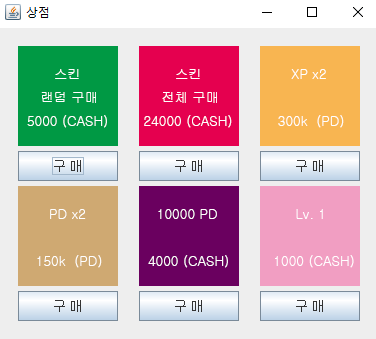 상점
스킨
랜덤 구매
5000 (CASH)
스킨
전체 구매
24000 (CASH)
XP x2
300k (PD)
구매
구매
구매
PD x2
150k (PD)
10000 PD
4000 (CASH)
Lv. 1
1000 (CASH)
구매
구매
구매